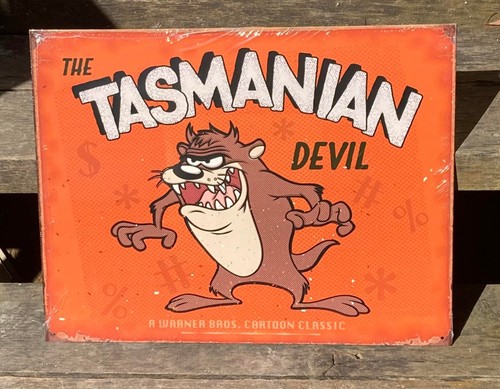 THE
TASMANIAN
DEVIL
$
*
*
#
%
#
%
*
A WARNER BROS. CARTOON CLASSIC